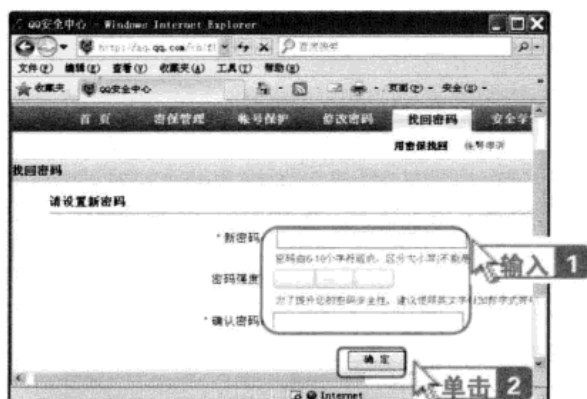 QQ安全中心 - Windows Internet Explorer
文件(F) 编辑(E) 查看(V) 收藏夹(A) 工具(T) 帮助(H)
收藏夹 QQ安全中心 页面(P) - 安全(S) -
首页 密保管理 帐号保护 修改密码 找回密码
用密保找回
找回密码
请设置新密码
* 新密码
输入 1
密码强度
* 确认密码
确定
单击 2
Internet